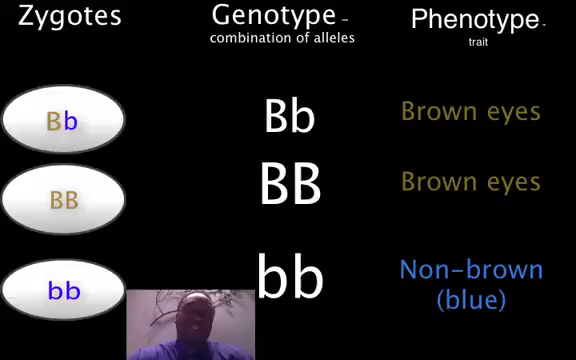 Zygotes
Genotype -
combination of alleles
Phenotype -
trait
Bb
Bb
Brown eyes
BB
BB
Brown eyes
bb
bb
Non-brown
(blue)